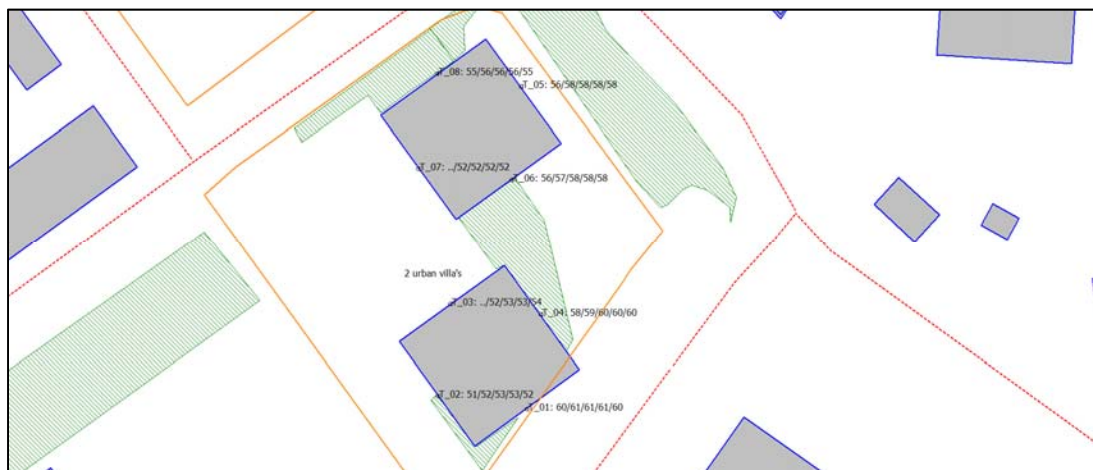 T_08: 55/56/56/56/55
T_05: 56/58/58/58/58
T_07: ../52/52/52/52
T_06: 56/57/58/58/58
2 urban villa's
T_03: ../52/53/53/54
T_04: 58/59/60/60/60
T_02: 51/52/53/53/52
T_01: 60/61/61/61/60